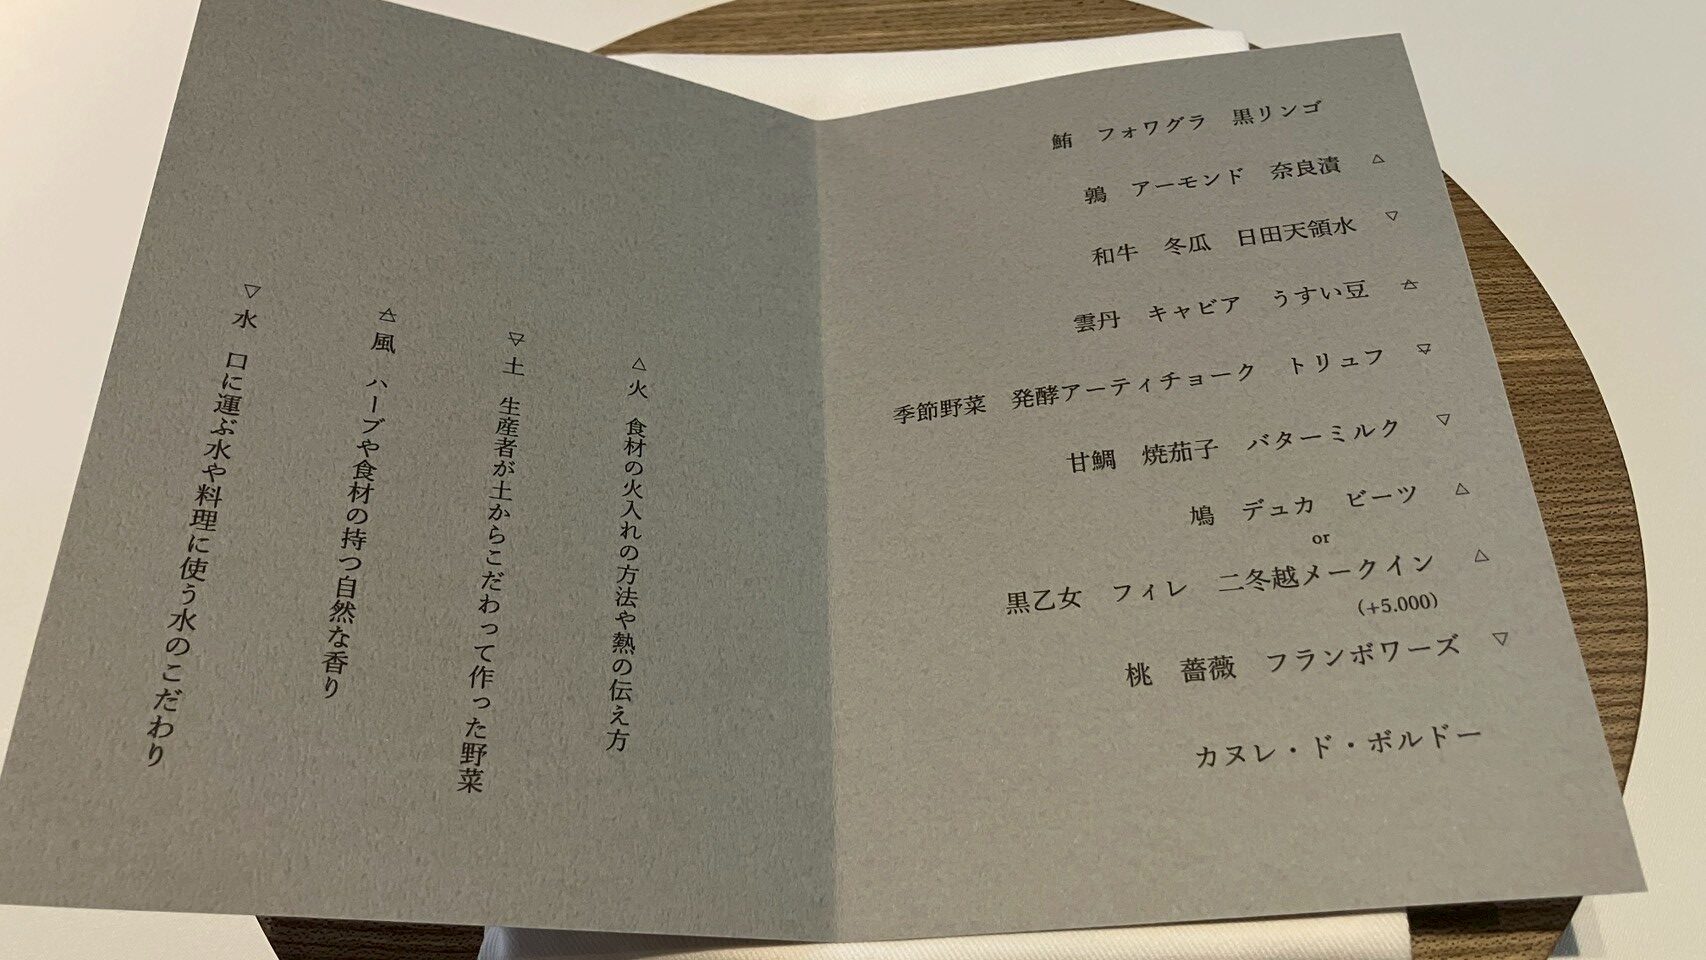 鮪　フォワグラ　黒リンゴ
鶉　アーモンド　奈良漬　△
和牛　冬瓜　日田天領水　▽
雲丹　キャビア　うすい豆　🜁
季節野菜　発酵アーティチョーク　トリュフ　🜃
甘鯛　焼茄子　バターミルク　▽
鳩　デュカ　ビーツ　△
or
黒乙女　フィレ　二冬越メークイン　△
(+5.000)
桃　薔薇　フランボワーズ　▽
カヌレ・ド・ボルドー
△火　食材の火入れの方法や熱の伝え方
🜃土　生産者が土からこだわって作った野菜
🜁風　ハーブや食材の持つ自然な香り
▽水　口に運ぶ水や料理に使う水のこだわり